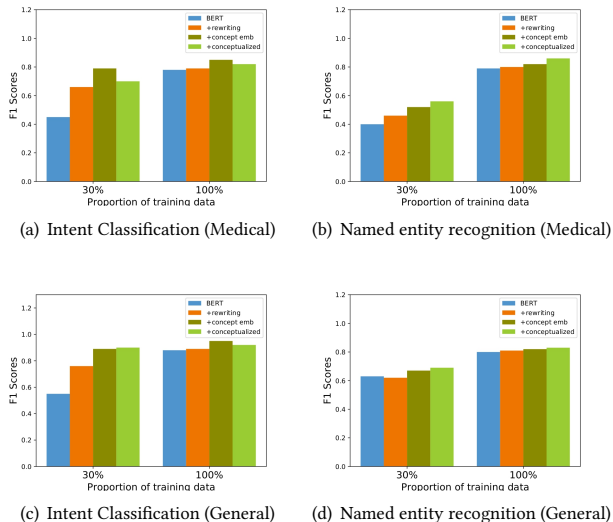 1.2
1.0
0.8
0.6
0.4
0.2
0.0
F1 Scores
BERT
+rewriting
+concept emb
+conceptualized
30%
100%
Proportion of training data
(a) Intent Classification (Medical)
1.2
1.0
0.8
0.6
0.4
0.2
0.0
F1 Scores
BERT
+rewriting
+concept emb
+conceptualized
30%
100%
Proportion of training data
(b) Named entity recognition (Medical)
1.2
1.0
0.8
0.6
0.4
0.2
0.0
F1 Scores
BERT
+rewriting
+concept emb
+conceptualized
30%
100%
Proportion of training data
(c) Intent Classification (General)
1.2
1.0
0.8
0.6
0.4
0.2
0.0
F1 Scores
BERT
+rewriting
+concept emb
+conceptualized
30%
100%
Proportion of training data
(d) Named entity recognition (General)